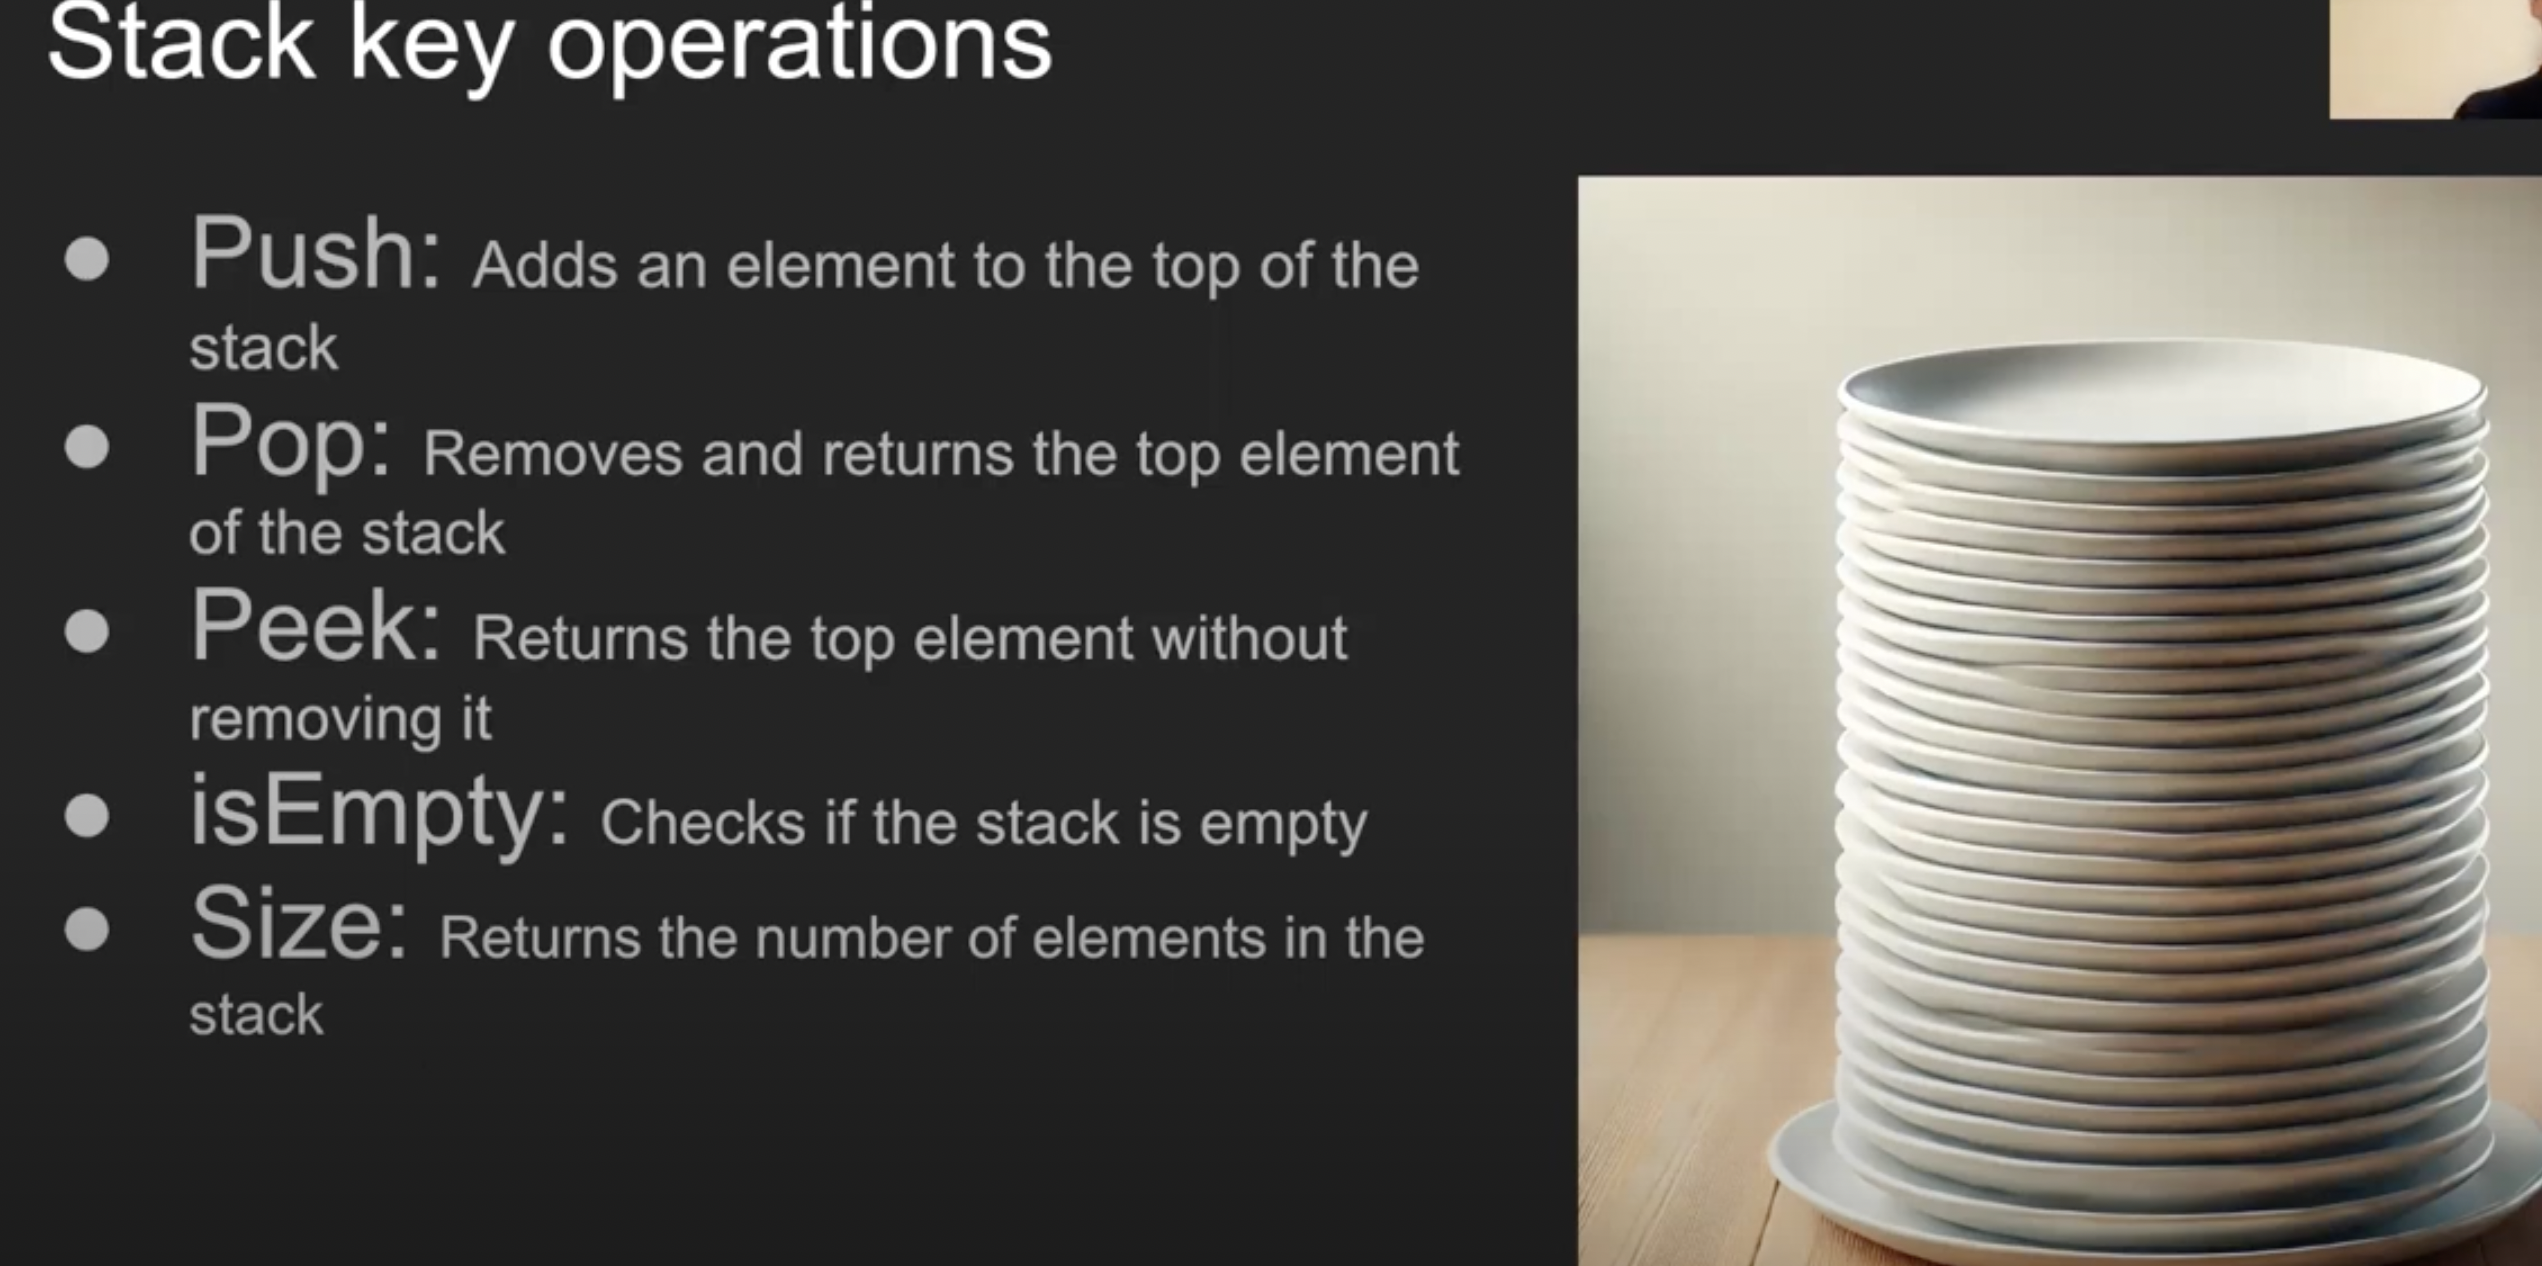 Stack key operations
● Push: Adds an element to the top of the
stack
● Pop: Removes and returns the top element
of the stack
● Peek: Returns the top element without
removing it
● isEmpty: Checks if the stack is empty
● Size: Returns the number of elements in the
stack